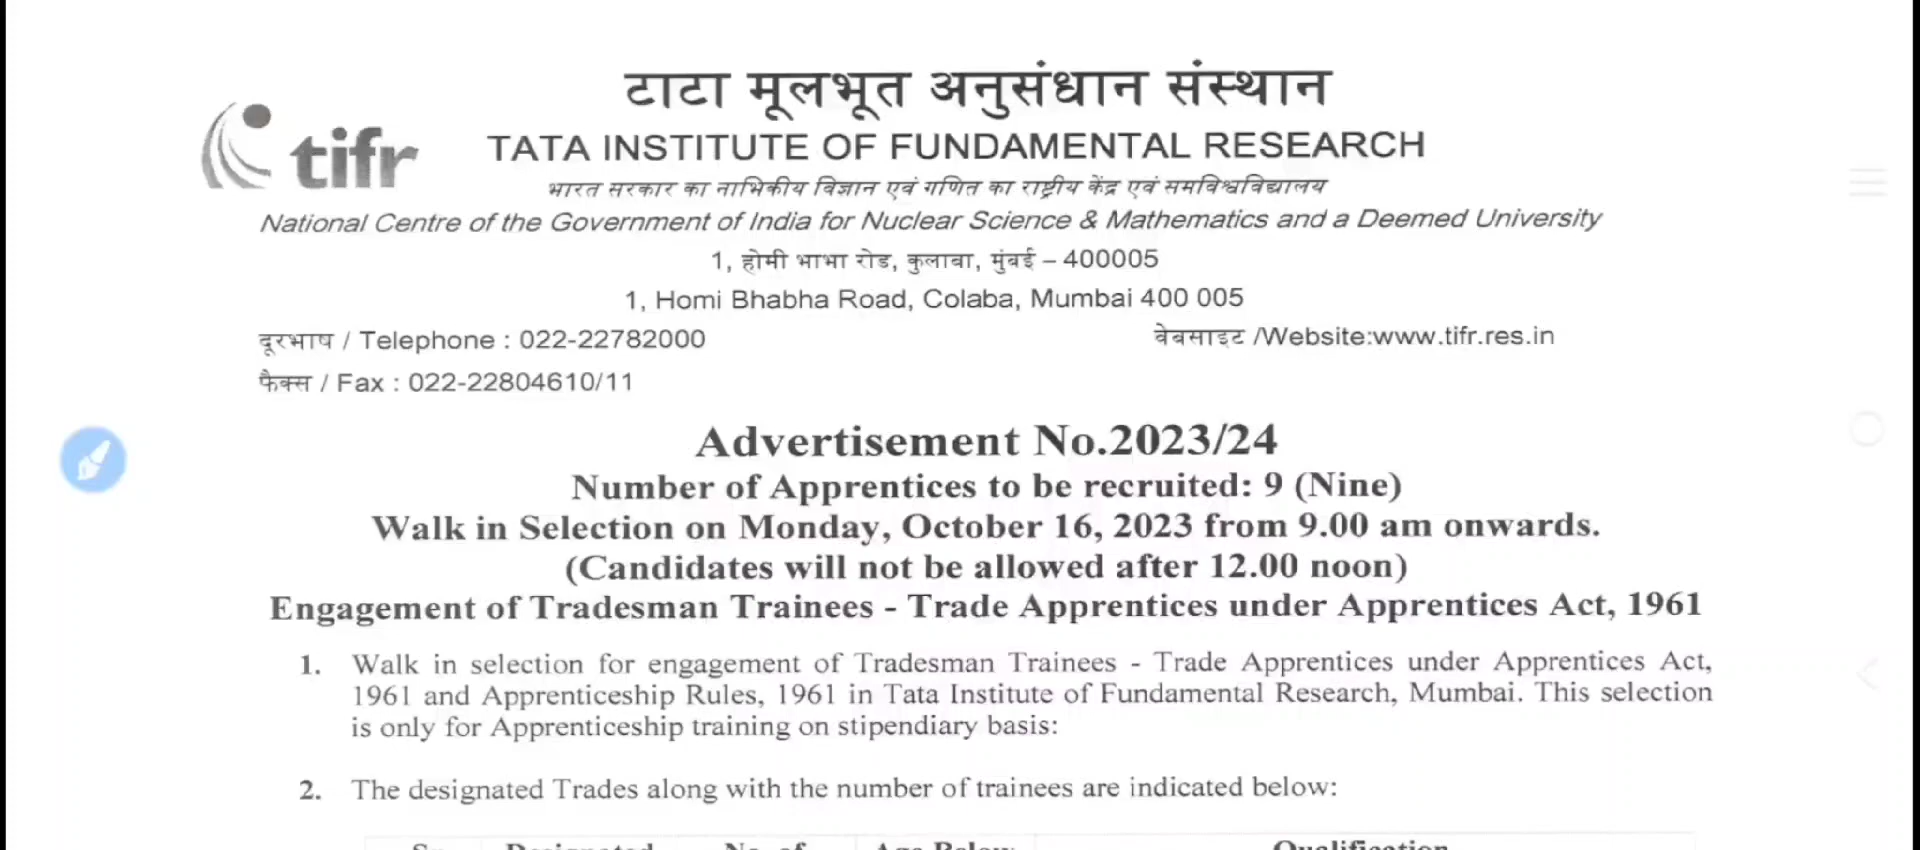 टाटा मूलभूत अनुसंधान संस्थान
tifr
TATA INSTITUTE OF FUNDAMENTAL RESEARCH
भारत सरकार का नाभिकीय विज्ञान एवं गणित का राष्ट्रीय केंद्र एवं समविश्वविद्यालय
National Centre of the Government of India for Nuclear Science & Mathematics and a Deemed University
1, होमी भाभा रोड, कुलाबा, मुंबई – 400005
1, Homi Bhabha Road, Colaba, Mumbai 400 005
दूरभाष / Telephone : 022-22782000
वेबसाइट /Website:www.tifr.res.in
फैक्स / Fax : 022-22804610/11
Advertisement No.2023/24
Number of Apprentices to be recruited: 9 (Nine)
Walk in Selection on Monday, October 16, 2023 from 9.00 am onwards.
(Candidates will not be allowed after 12.00 noon)
Engagement of Tradesman Trainees - Trade Apprentices under Apprentices Act, 1961
1. Walk in selection for engagement of Tradesman Trainees - Trade Apprentices under Apprentices Act,
1961 and Apprenticeship Rules, 1961 in Tata Institute of Fundamental Research, Mumbai. This selection
is only for Apprenticeship training on stipendiary basis:
2. The designated Trades along with the number of trainees are indicated below:
Sr. Designated No. of Age Below Qualification